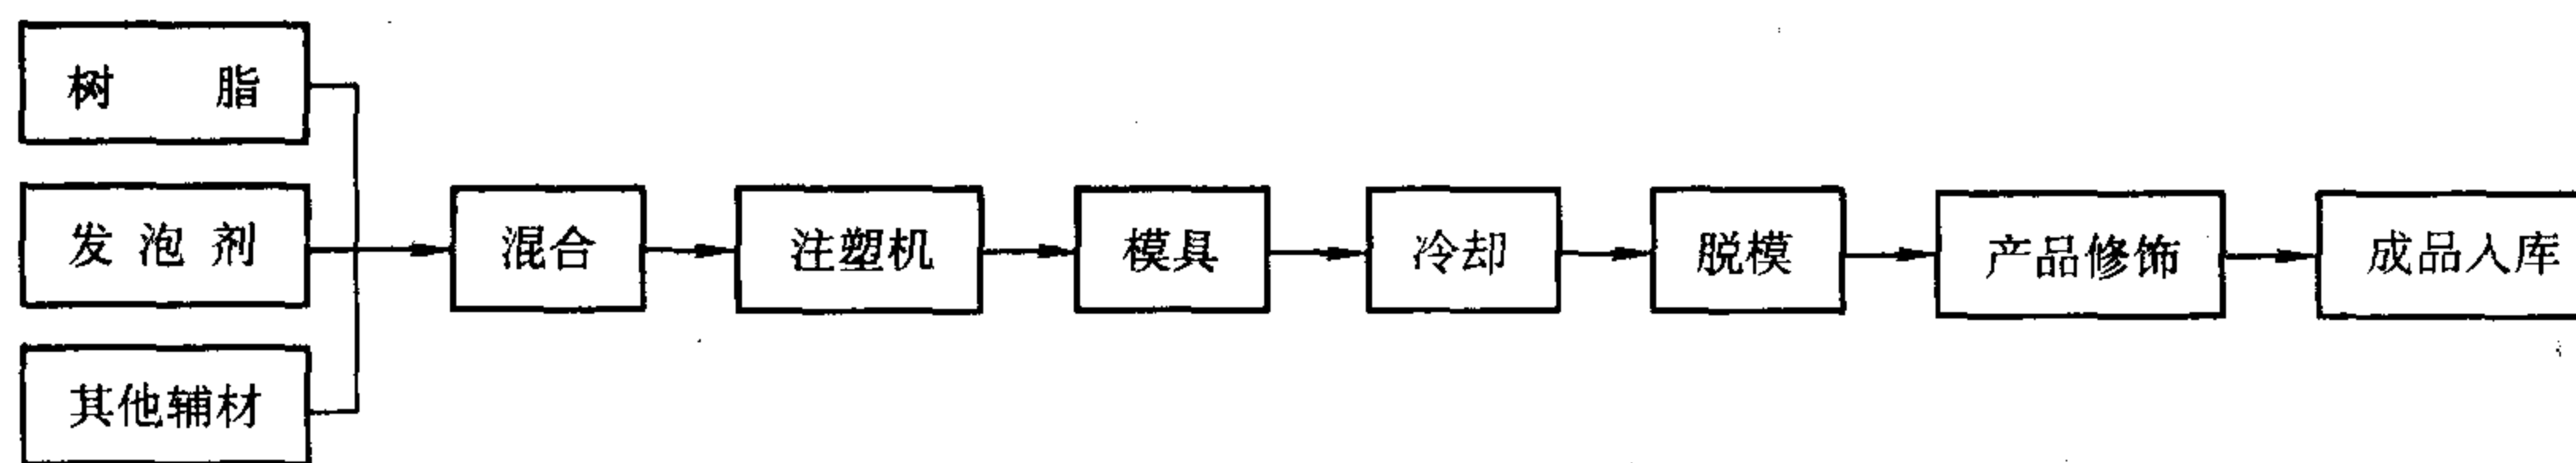 树 脂
发泡剂
其他辅材
混合
注塑机
模具
冷却
脱模
产品修饰
成品入库